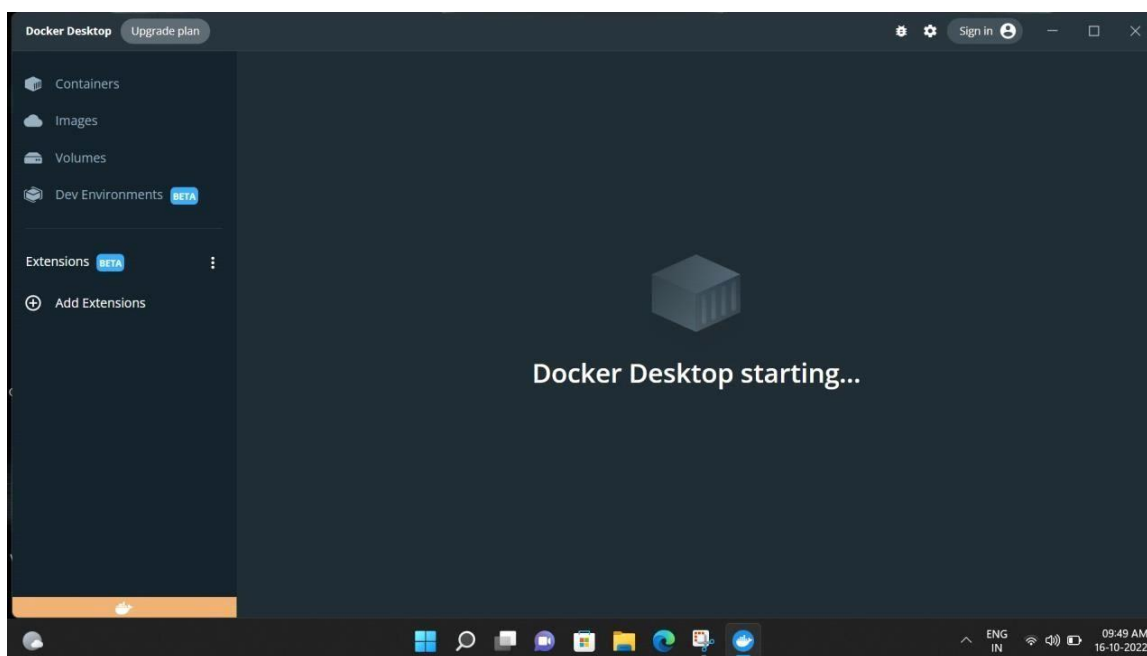 Docker Desktop Upgrade plan Sign in
Containers
Images
Volumes
Dev Environments BETA
Extensions BETA
Add Extensions
Docker Desktop starting...
ENG
IN
09:49 AM
16-10-2022